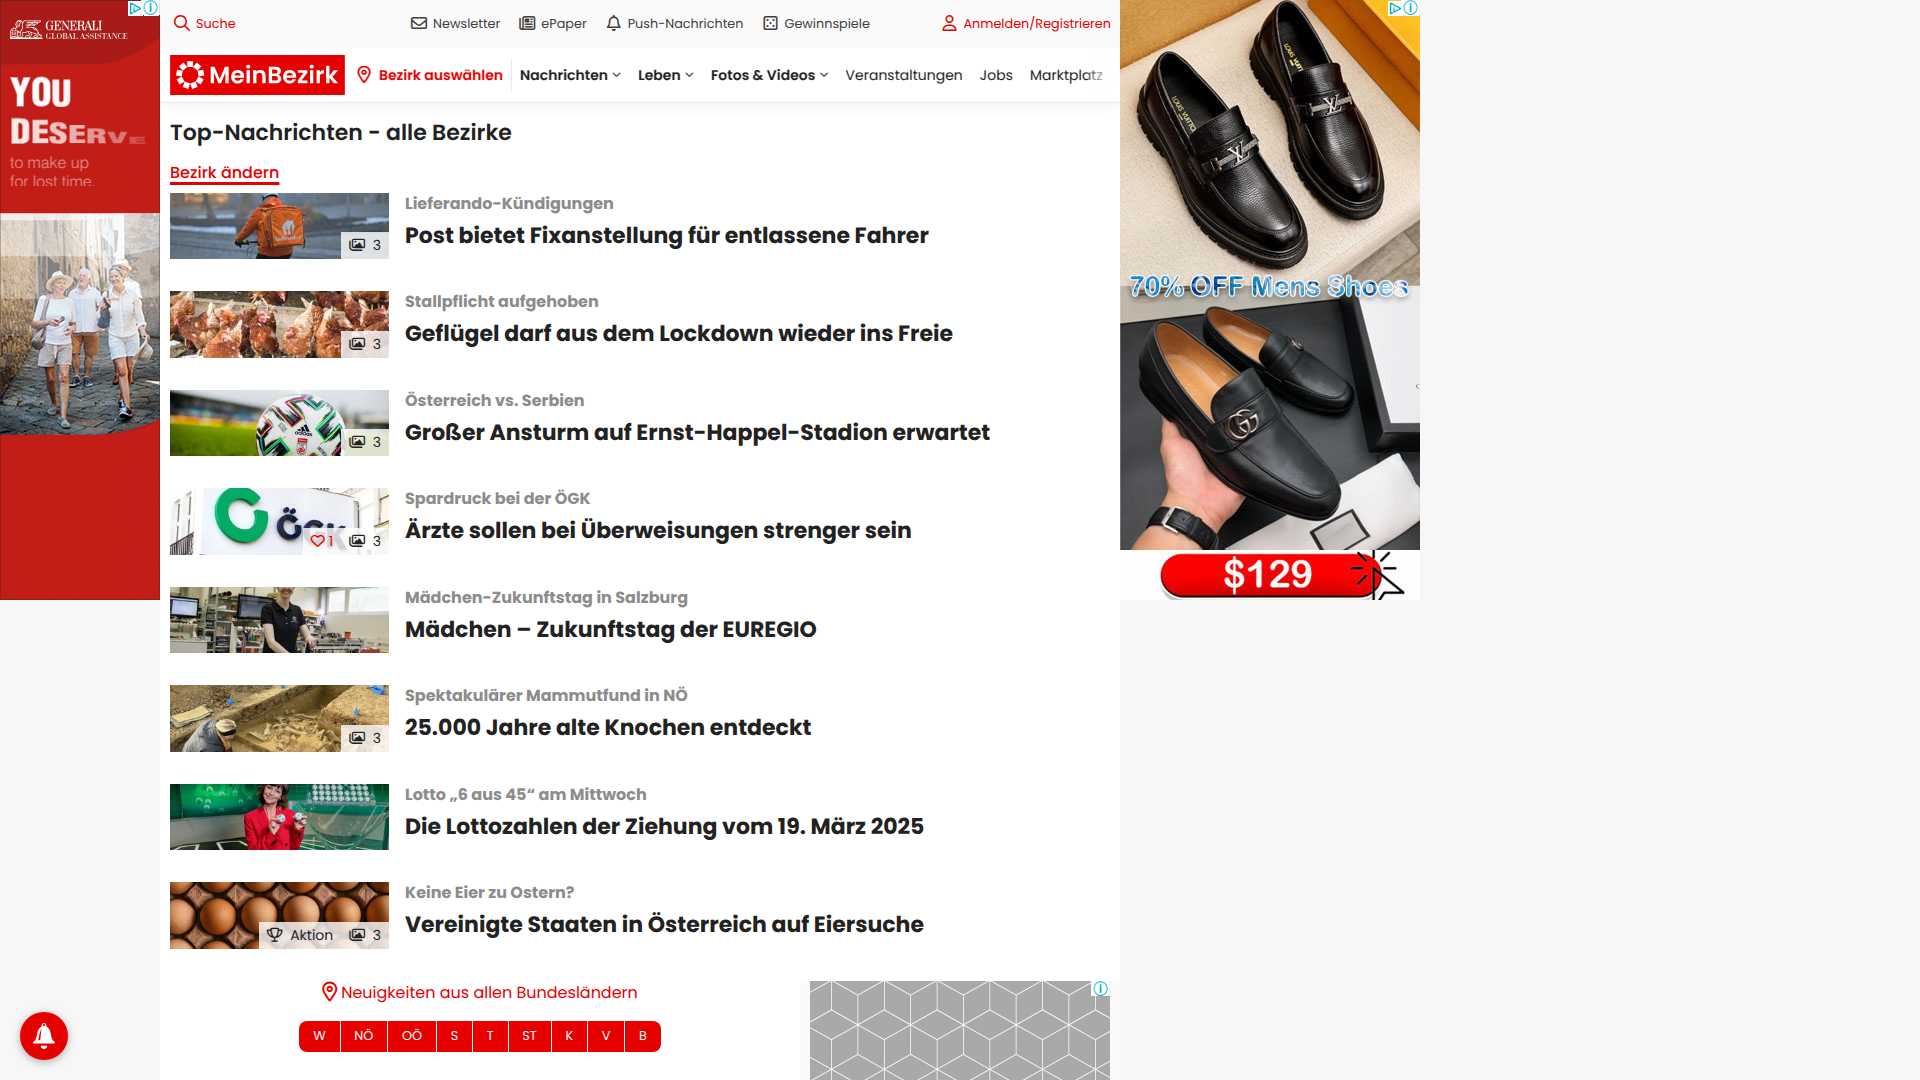 GENERALI
GLOBAL ASSISTANCE
YOU
DESERVE
to make up
for lost time.
Suche
Newsletter
ePaper
Push-Nachrichten
Gewinnspiele
Anmelden/Registrieren
MeinBezirk
Bezirk auswählen
Nachrichten
Leben
Fotos & Videos
Veranstaltungen
Jobs
Marktplatz
Top-Nachrichten - alle Bezirke
Bezirk ändern
3
Lieferando-Kündigungen
Post bietet Fixanstellung für entlassene Fahrer
3
Stallpflicht aufgehoben
Geflügel darf aus dem Lockdown wieder ins Freie
3
Österreich vs. Serbien
Großer Ansturm auf Ernst-Happel-Stadion erwartet
ÖGK
1
3
Spardruck bei der ÖGK
Ärzte sollen bei Überweisungen strenger sein
Mädchen-Zukunftstag in Salzburg
Mädchen – Zukunftstag der EUREGIO
3
Spektakulärer Mammutfund in NÖ
25.000 Jahre alte Knochen entdeckt
Lotto „6 aus 45“ am Mittwoch
Die Lottozahlen der Ziehung vom 19. März 2025
Aktion
3
Keine Eier zu Ostern?
Vereinigte Staaten in Österreich auf Eiersuche
Neuigkeiten aus allen Bundesländern
W
NÖ
OÖ
S
T
ST
K
V
B
LOUIS VUITTON
LOUIS VUITTON
70% OFF Mens Shoes
$129